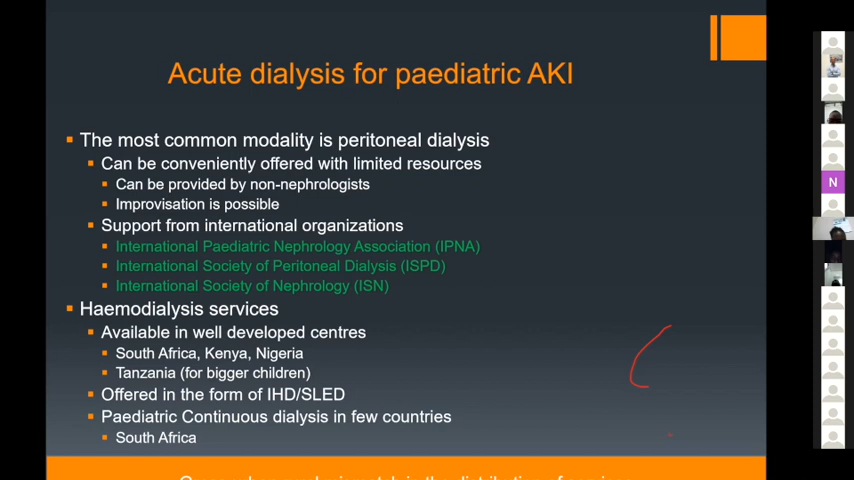 Acute dialysis for paediatric AKI
The most common modality is peritoneal dialysis
Can be conveniently offered with limited resources
Can be provided by non-nephrologists
Improvisation is possible
Support from international organizations
International Paediatric Nephrology Association (IPNA)
International Society of Peritoneal Dialysis (ISPD)
International Society of Nephrology (ISN)
Haemodialysis services
Available in well developed centres
South Africa, Kenya, Nigeria
Tanzania (for bigger children)
Offered in the form of IHD/SLED
Paediatric Continuous dialysis in few countries
South Africa
N